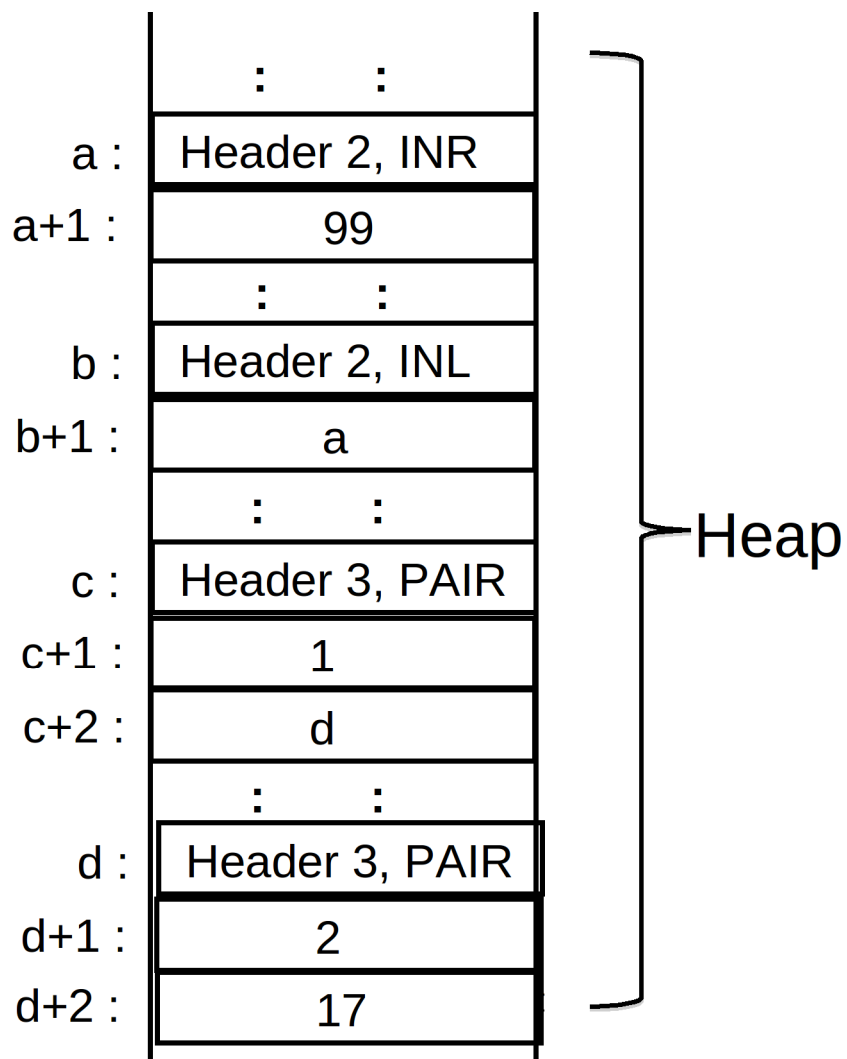 : :
a : Header 2, INR
a+1 : 99
: :
b : Header 2, INL
b+1 : a
: :
c : Header 3, PAIR
c+1 : 1
c+2 : d
: :
d : Header 3, PAIR
d+1 : 2
d+2 : 17
Heap